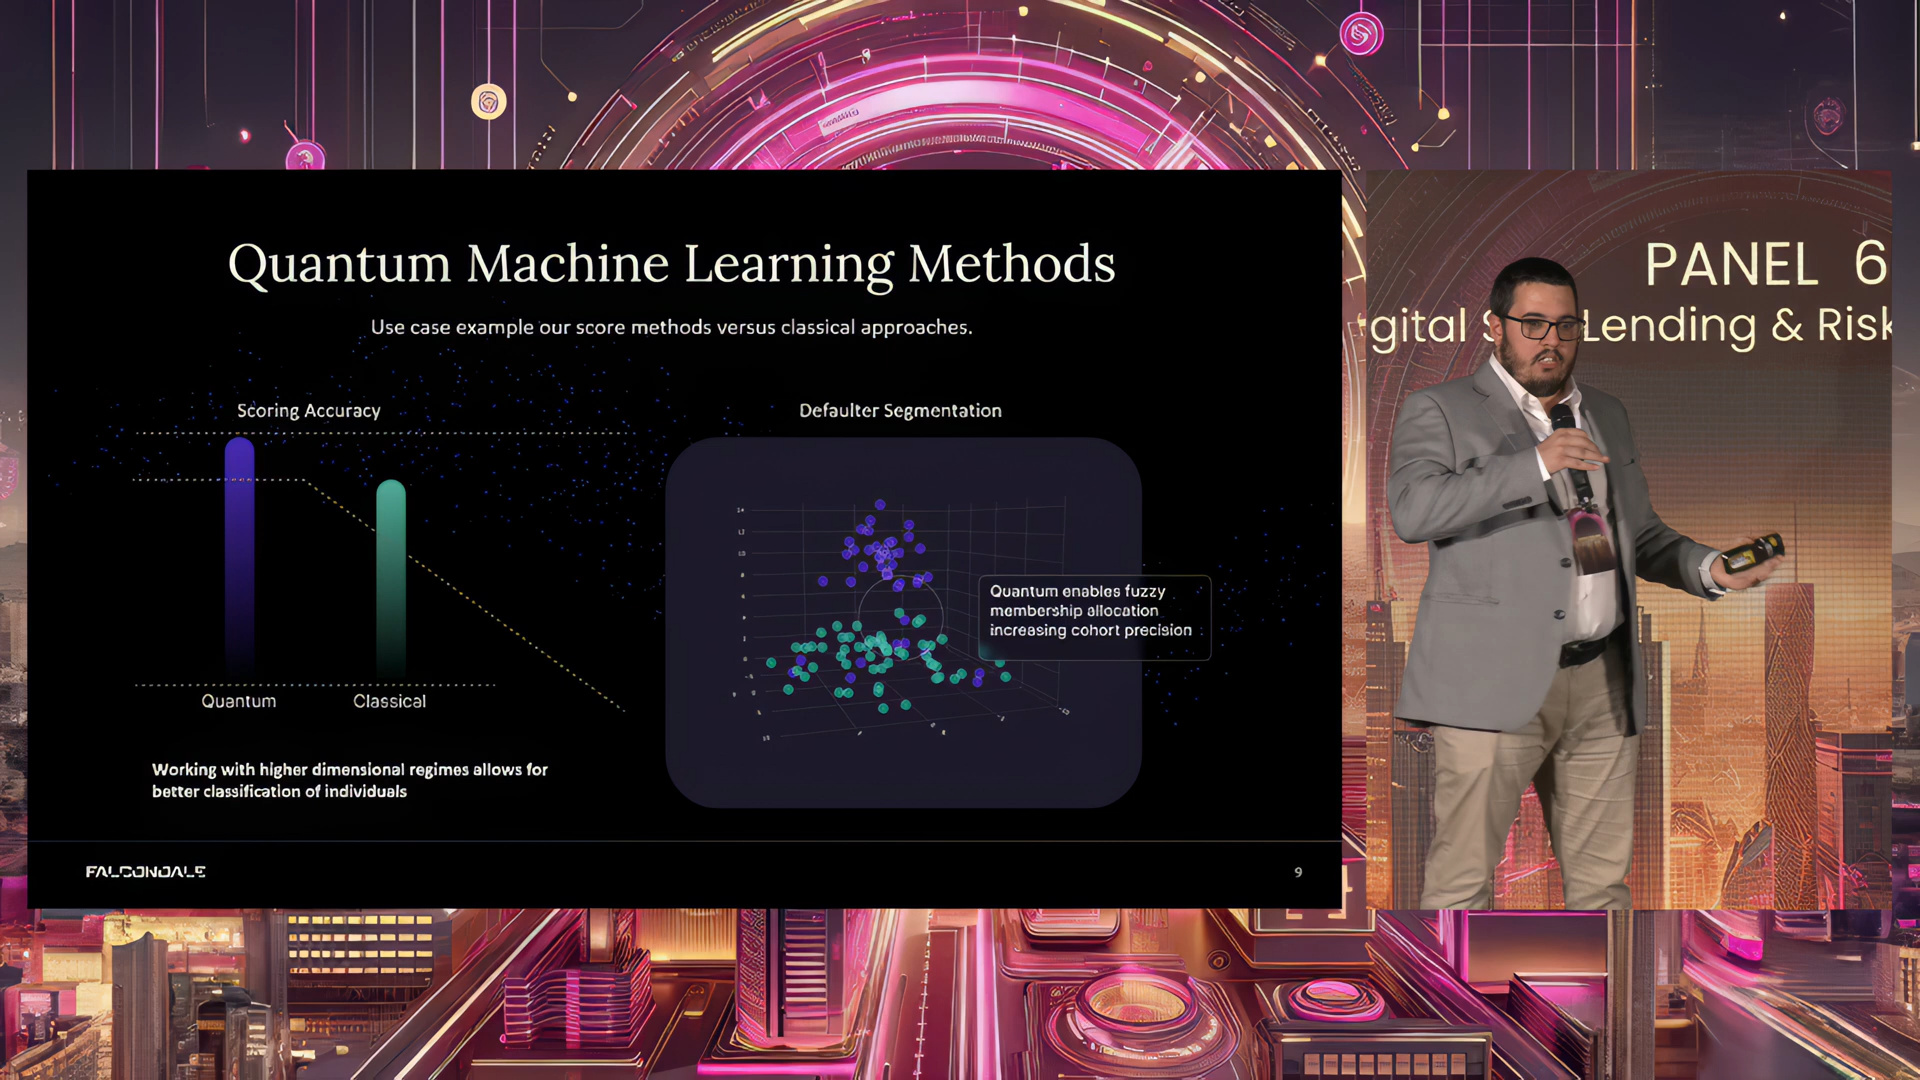 Quantum Machine Learning Methods
Use case example our score methods versus classical approaches.
Scoring Accuracy
Defaulter Segmentation
Quantum enables fuzzy
membership allocation
increasing cohort precision
Quantum
Classical
Working with higher dimensional regimes allows for
better classification of individuals
FALCONDALE
9
PANEL 6
Lending & Risk